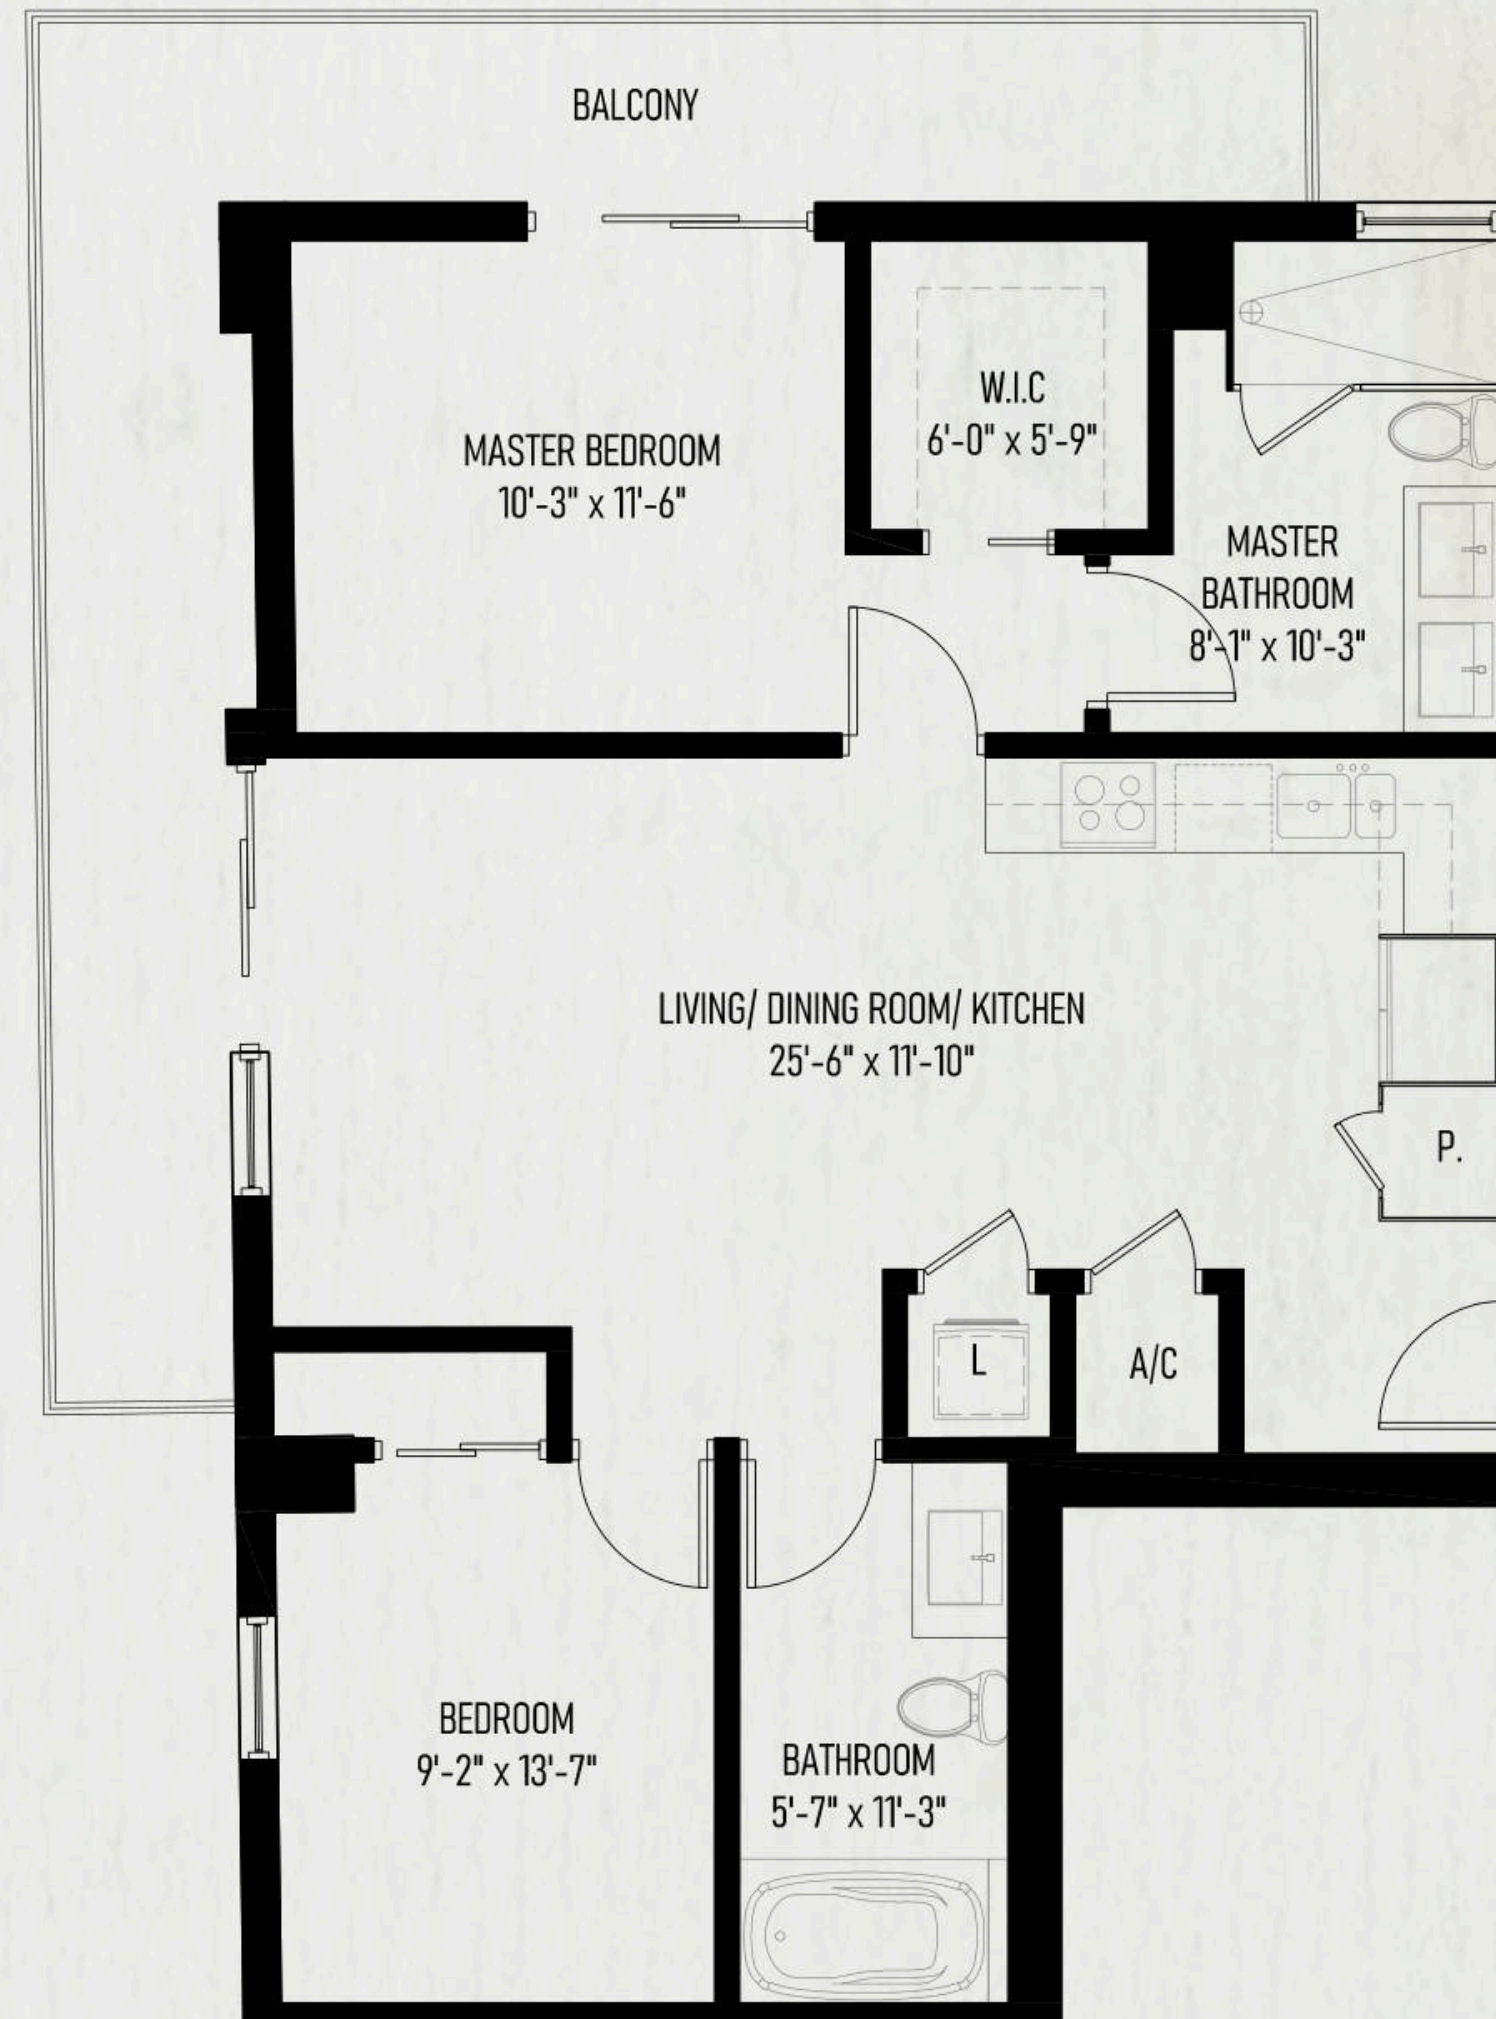 BALCONY
W.I.C
6'-0" x 5'-9"
MASTER BEDROOM
10'-3" x 11'-6"
MASTER
BATHROOM
8'-1" x 10'-3"
LIVING/ DINING ROOM/ KITCHEN
25'-6" x 11'-10"
P.
L
A/C
BEDROOM
9'-2" x 13'-7"
BATHROOM
5'-7" x 11'-3"